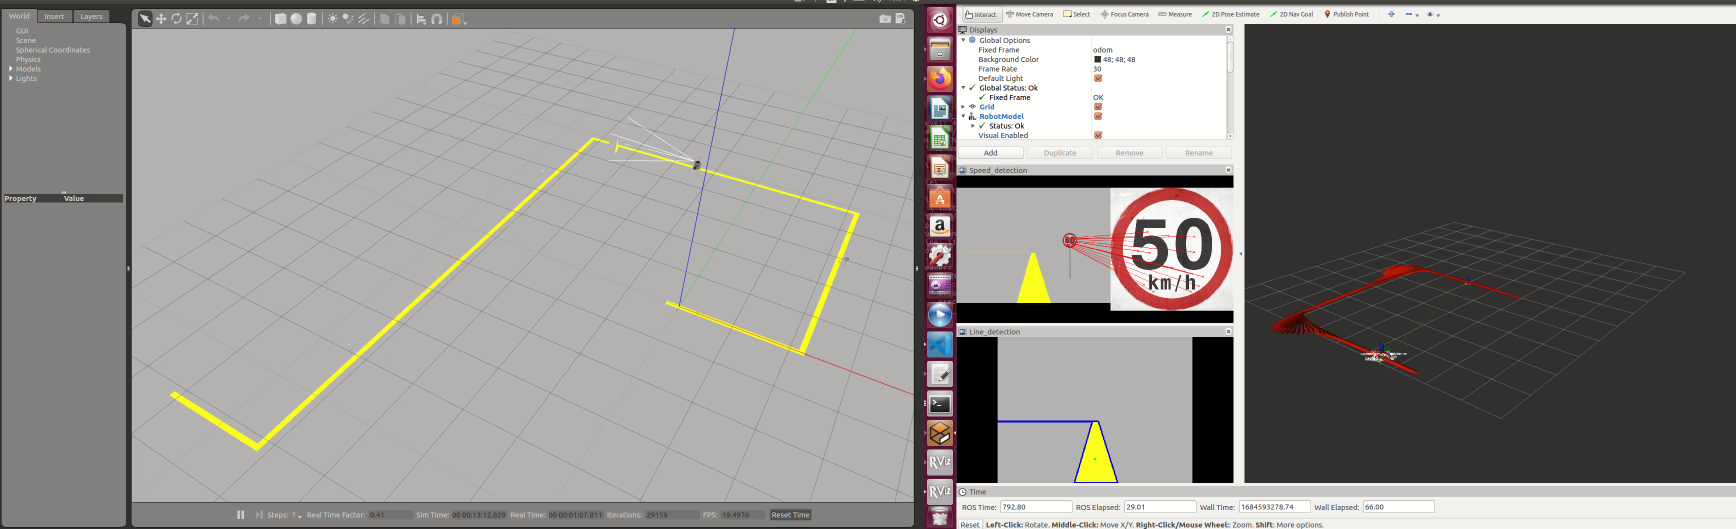 World Insert Layers
GUI
Scene
Spherical Coordinates
Physics
Models
Lights
Property Value
Steps: 1 Real Time Factor: 0.41 Sim Time 00 00:13:12.829 Real Time: 00 00:01:07.811 Iterations: 29159 FPS: 19.4976 Reset Time
A
a
RViz
RViz
Interact Move Camera Select Focus Camera Measure 2D Pose Estimate 2D Nav Goal Publish Point
Displays
Global Options
Fixed Frame odom
Background Color 48; 48; 48
Frame Rate 30
Default Light
Global Status: Ok
Fixed Frame OK
Grid
RobotModel
Status: Ok
Visual Enabled
Add Duplicate Remove Rename
Speed_detection
50
km/h
Line_detection
Time
ROS Time: 792.80 ROS Elapsed: 29.01 Wall Time: 1684593278.74 Wall Elapsed: 66.00
Reset Left-Click: Rotate. Middle-Click: Move X/Y. Right-Click/Mouse Wheel: Zoom. Shift: More options.